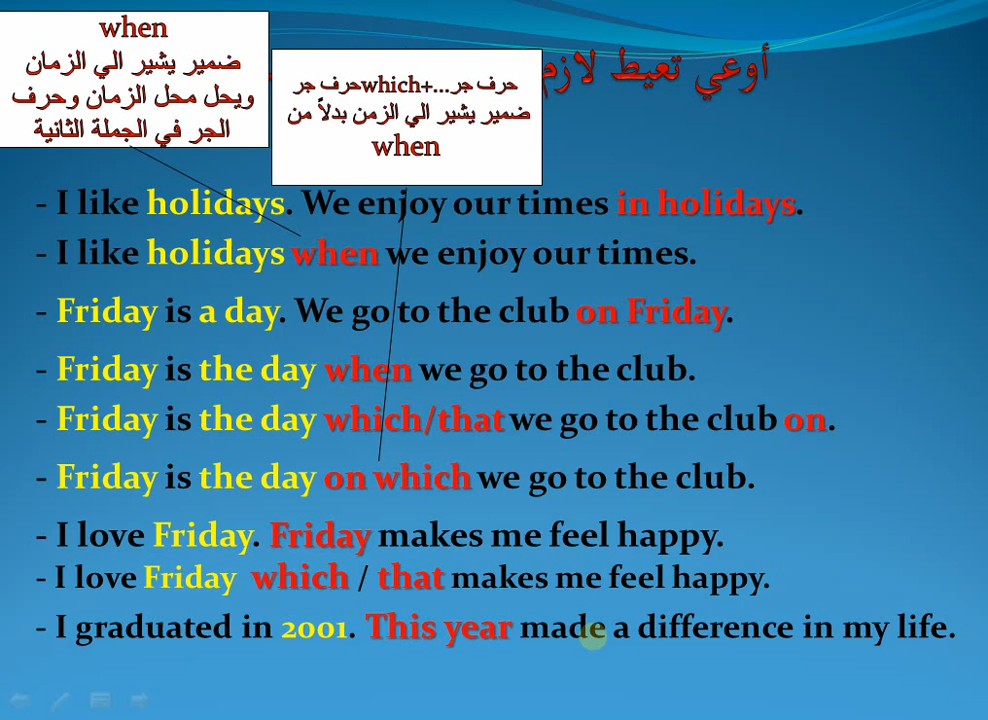 when
ضمير يشير الي الزمان
ويحل محل الزمان وحرف
الجر في الجملة الثانية
أوعي تعيط لازم
حرف جر...+whichحرف جر
ضمير يشير الي الزمن بدلاً من
when
- I like holidays. We enjoy our times in holidays.
- I like holidays when we enjoy our times.
- Friday is a day. We go to the club on Friday.
- Friday is the day when we go to the club.
- Friday is the day which/that we go to the club on.
- Friday is the day on which we go to the club.
- I love Friday. Friday makes me feel happy.
- I love Friday which / that makes me feel happy.
- I graduated in 2001. This year made a difference in my life.